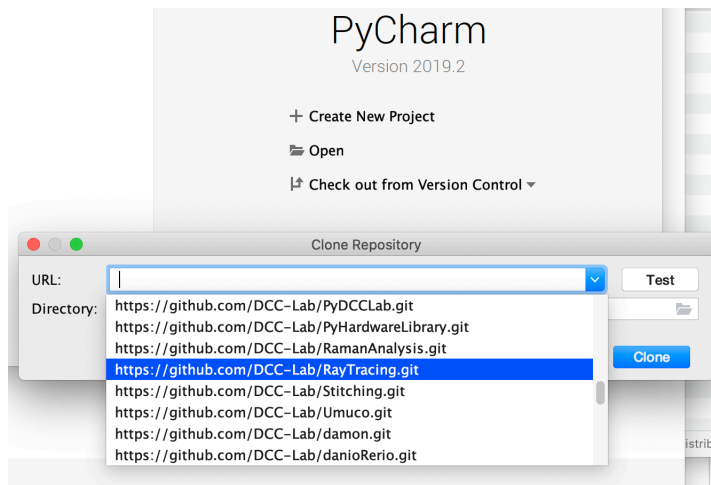 PyCharm
Version 2019.2
Create New Project
Open
Check out from Version Control
Clone Repository
URL:
Test
Directory:
https://github.com/DCC-Lab/PyDCCLab.git
https://github.com/DCC-Lab/PyHardwareLibrary.git
https://github.com/DCC-Lab/RamanAnalysis.git
https://github.com/DCC-Lab/RayTracing.git
Clone
https://github.com/DCC-Lab/Stitching.git
https://github.com/DCC-Lab/Umuco.git
https://github.com/DCC-Lab/damon.git
https://github.com/DCC-Lab/danioRerio.git